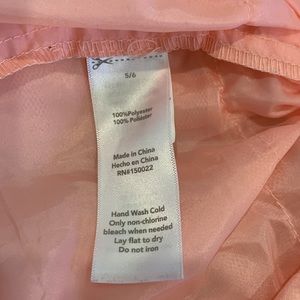 5/6
100%Polyester
100% Poliéster
Made in China
Hecho en China
RN#150022
Hand Wash Cold
Only non-chlorine
bleach when needed
Lay flat to dry
Do not iron